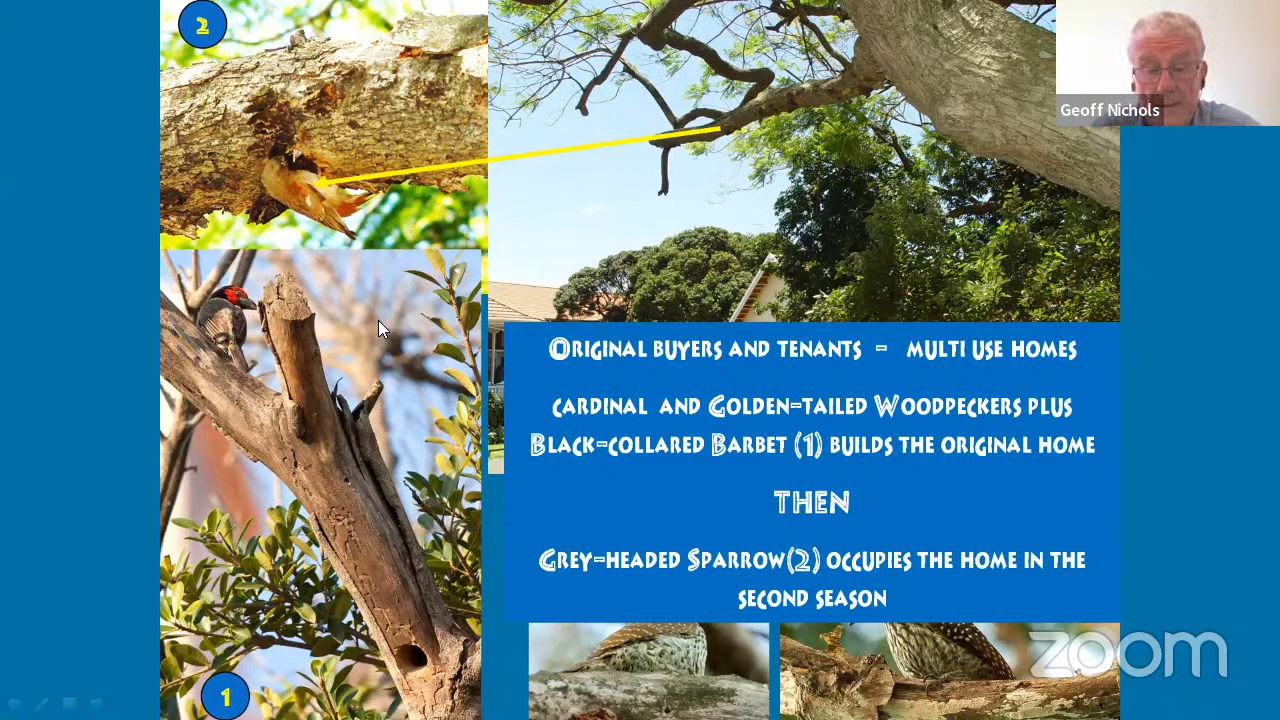 2
Geoff Nichols
Original buyers and tenants - multi use homes
cardinal and Golden-tailed Woodpeckers plus
Black-collared Barbet (1) builds the original home
THEN
Grey-headed Sparrow(2) occupies the home in the
second season
zoom
1